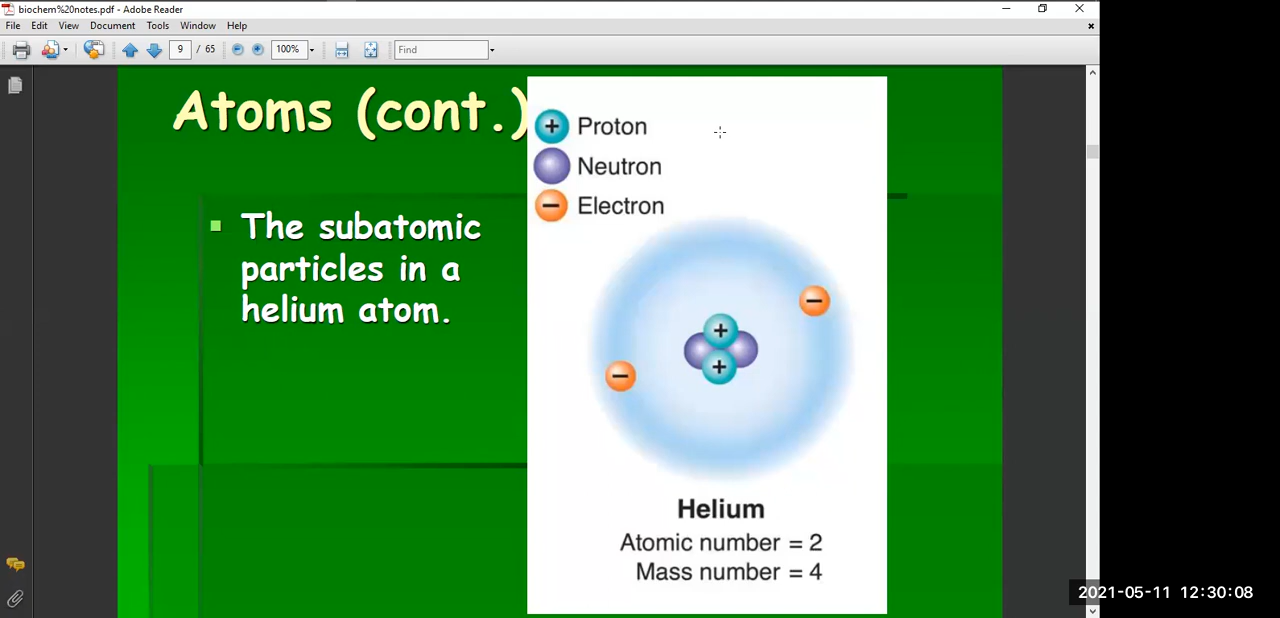 biochem%20notes.pdf - Adobe Reader
File Edit View Document Tools Window Help
9 / 65 100% Find
Atoms (cont.)
+ Proton
Neutron
− Electron
The subatomic
particles in a
helium atom.
−
+
+
−
Helium
Atomic number = 2
Mass number = 4
2021-05-11 12:30:08